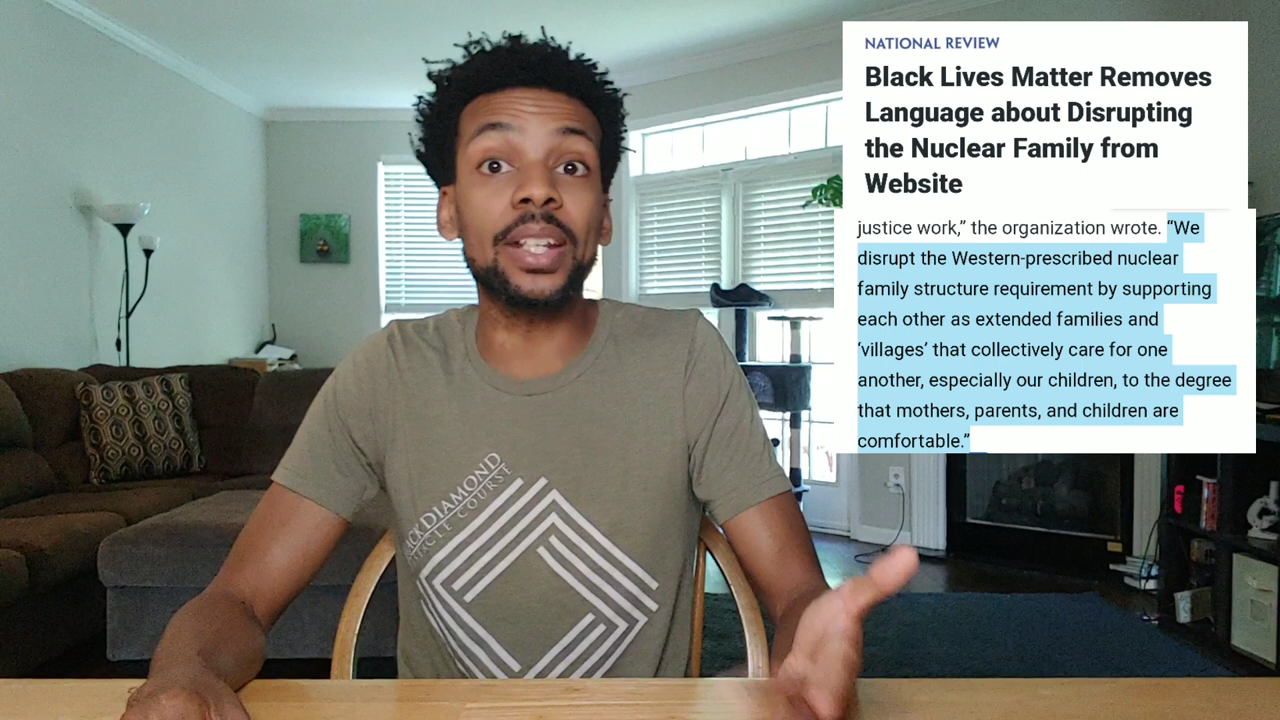 NATIONAL REVIEW
Black Lives Matter Removes
Language about Disrupting
the Nuclear Family from
Website
justice work,” the organization wrote. “We
disrupt the Western-prescribed nuclear
family structure requirement by supporting
each other as extended families and
‘villages’ that collectively care for one
another, especially our children, to the degree
that mothers, parents, and children are
comfortable.”
DIAMOND
COURSE